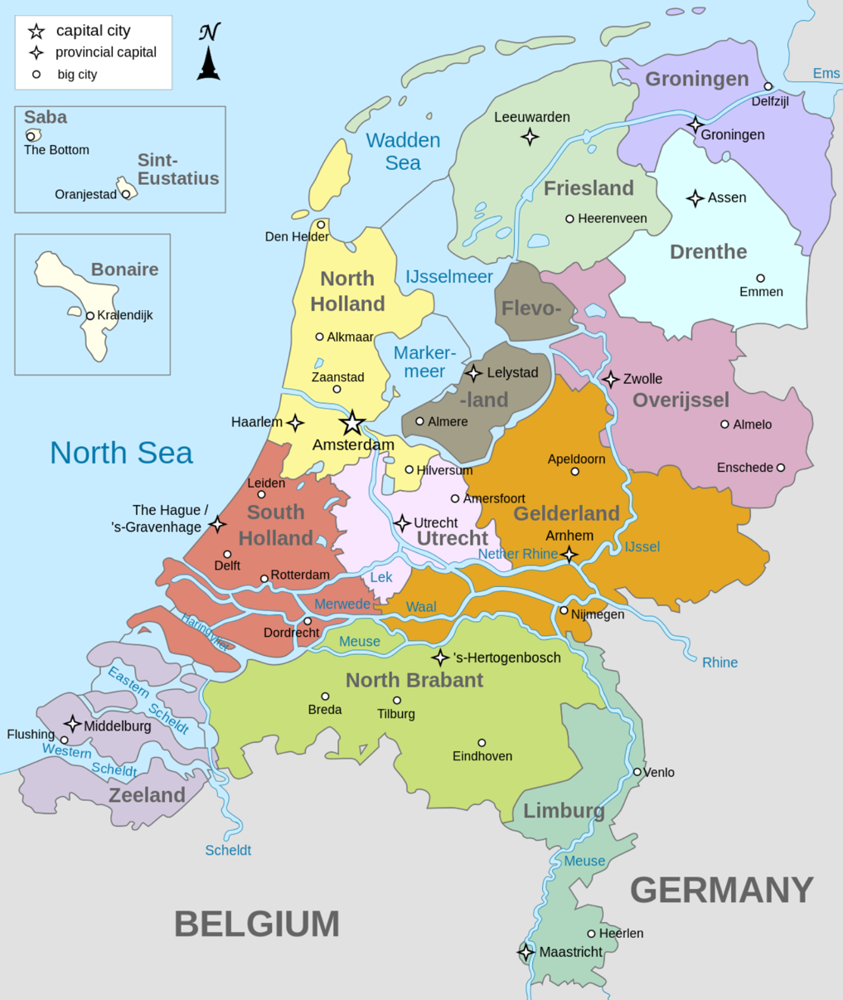 capital city
provincial capital
big city
N
Saba
The Bottom
Sint-
Eustatius
Oranjestad
Bonaire
Kralendijk
Ems
Groningen
Delfzijl
Groningen
Leeuwarden
Wadden
Sea
Friesland
Heerenveen
Assen
Drenthe
Emmen
Den Helder
North
Holland
IJsselmeer
Flevo-
Alkmaar
Marker-
meer
Lelystad
-land
Zaanstad
Zwolle
Overijssel
Haarlem
Amsterdam
Almere
Almelo
North Sea
Hilversum
Apeldoorn
Enschede
Leiden
Amersfoort
The Hague /
's-Gravenhage
South
Holland
Utrecht
Utrecht
Gelderland
Arnhem
Nether Rhine
IJssel
Delft
Rotterdam
Lek
Merwede
Waal
Nijmegen
Haringvliet
Dordrecht
Meuse
's-Hertogenbosch
Rhine
Eastern
Scheldt
North Brabant
Breda
Tilburg
Middelburg
Flushing
Western
Scheldt
Eindhoven
Venlo
Zeeland
Limburg
Scheldt
Meuse
GERMANY
BELGIUM
Heerlen
Maastricht